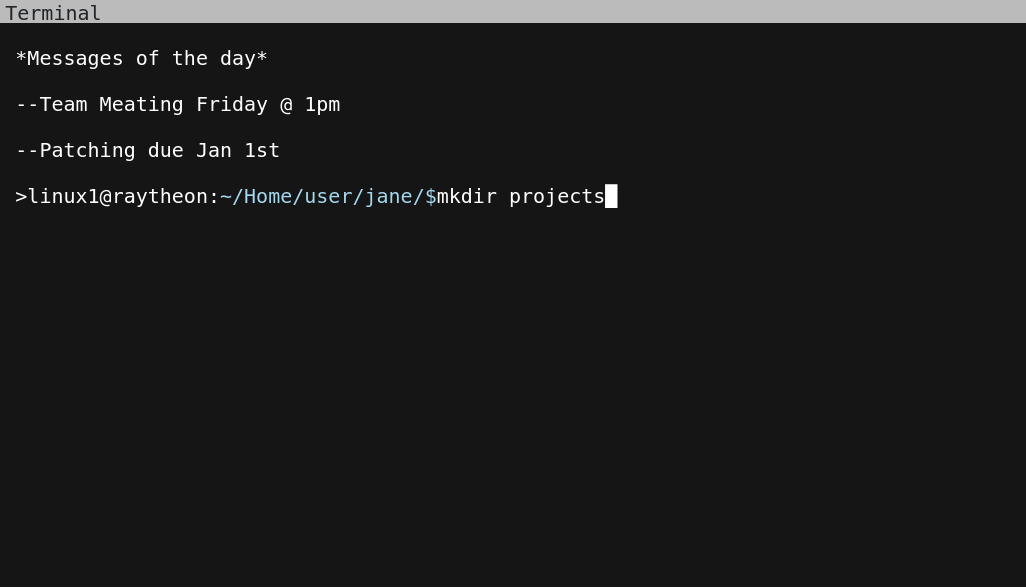 Terminal
*Messages of the day*
--Team Meating Friday @ 1pm
--Patching due Jan 1st
>linux1@raytheon:~/Home/user/jane/$mkdir projects